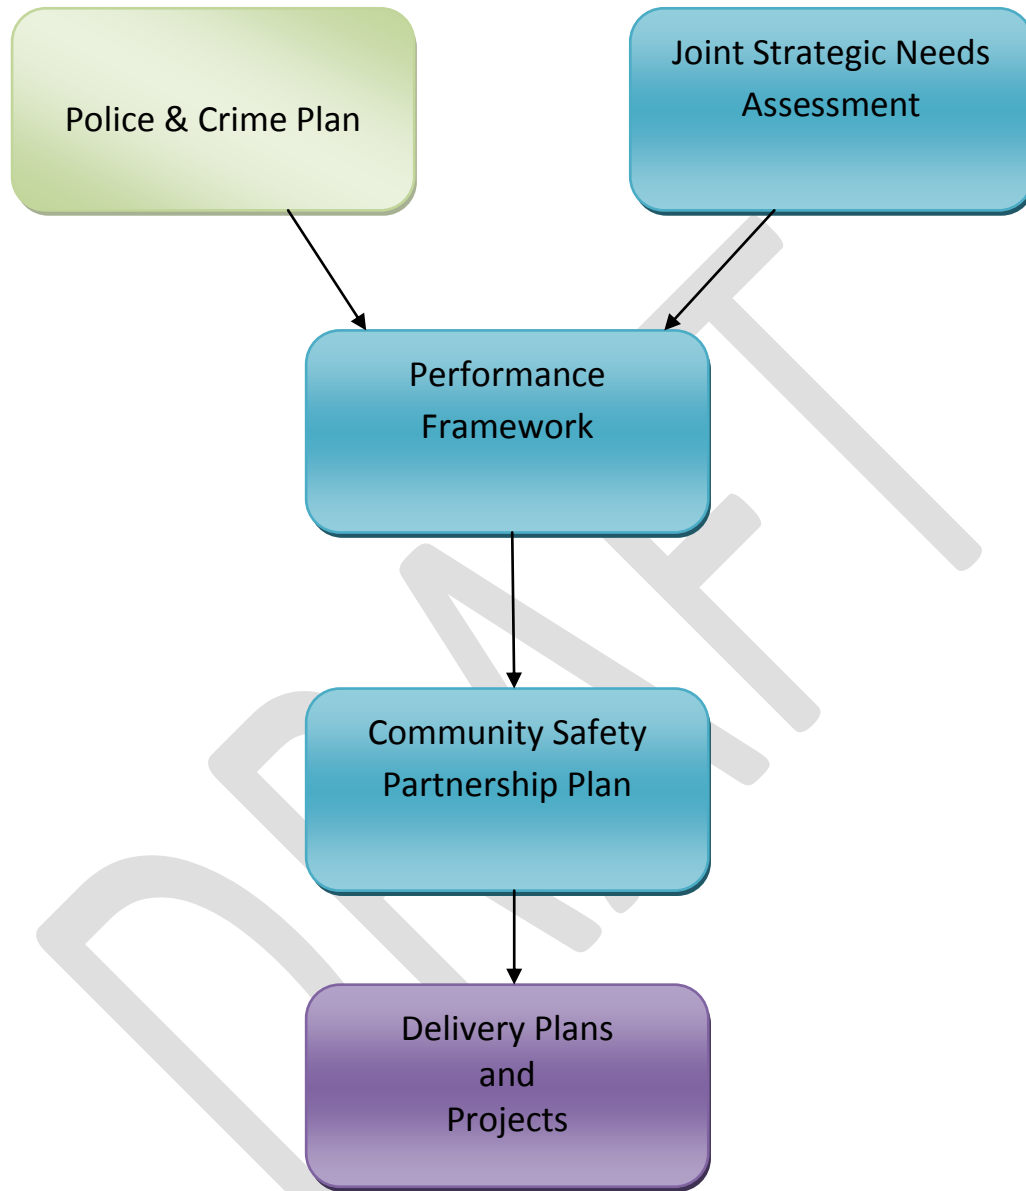 Police & Crime Plan
Joint Strategic Needs
Assessment
Performance
Framework
Community Safety
Partnership Plan
Delivery Plans
and
Projects
DRAFT